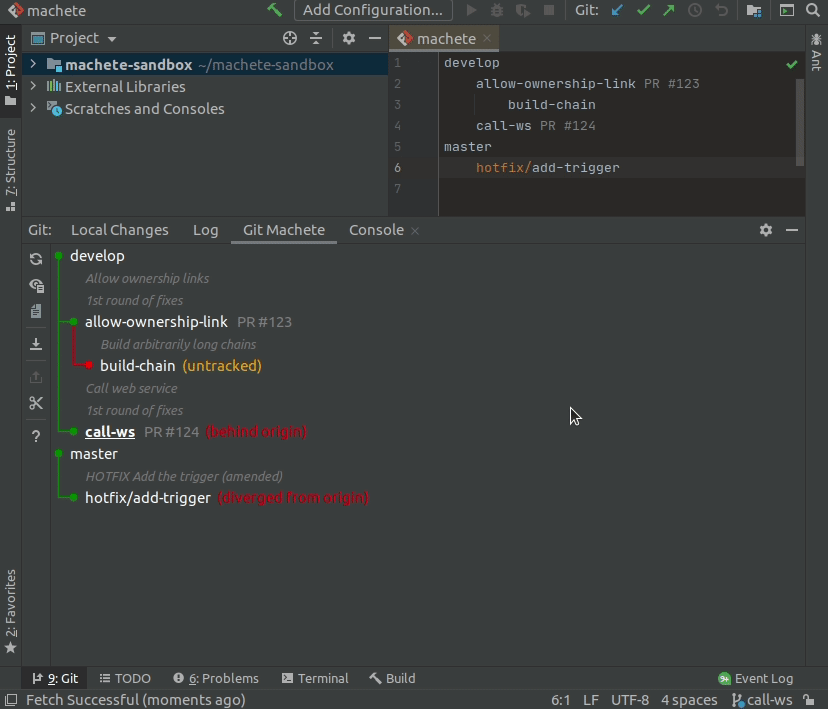 machete
Add Configuration...
Git:
1: Project
Project
machete
Ant
machete-sandbox ~/machete-sandbox
External Libraries
Scratches and Consoles
1 develop
2 allow-ownership-link PR #123
3 build-chain
4 call-ws PR #124
5 master
6 hotfix/add-trigger
7
7: Structure
Git: Local Changes Log Git Machete Console
develop
Allow ownership links
1st round of fixes
allow-ownership-link PR #123
Build arbitrarily long chains
build-chain (untracked)
Call web service
1st round of fixes
call-ws PR #124 (behind origin)
master
HOTFIX Add the trigger (amended)
hotfix/add-trigger (diverged from origin)
?
2: Favorites
9: Git TODO 6: Problems Terminal Build 9+ Event Log
Fetch Successful (moments ago) 6:1 LF UTF-8 4 spaces call-ws